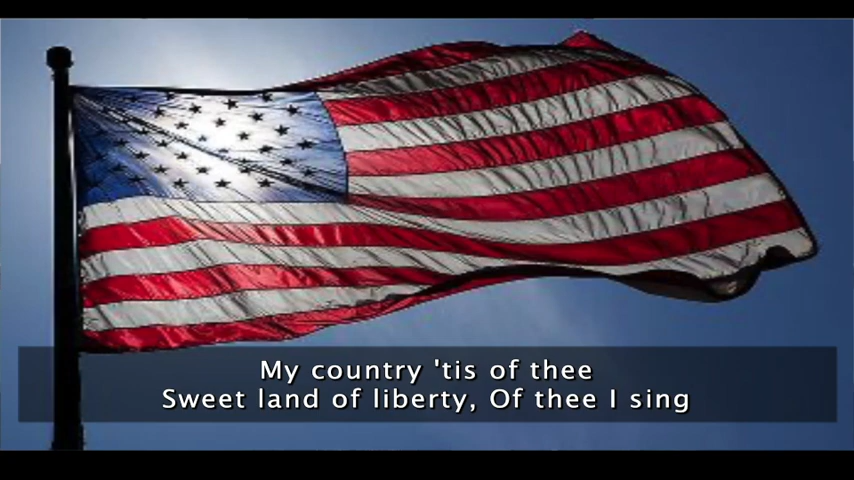 My country 'tis of thee
Sweet land of liberty, Of thee I sing